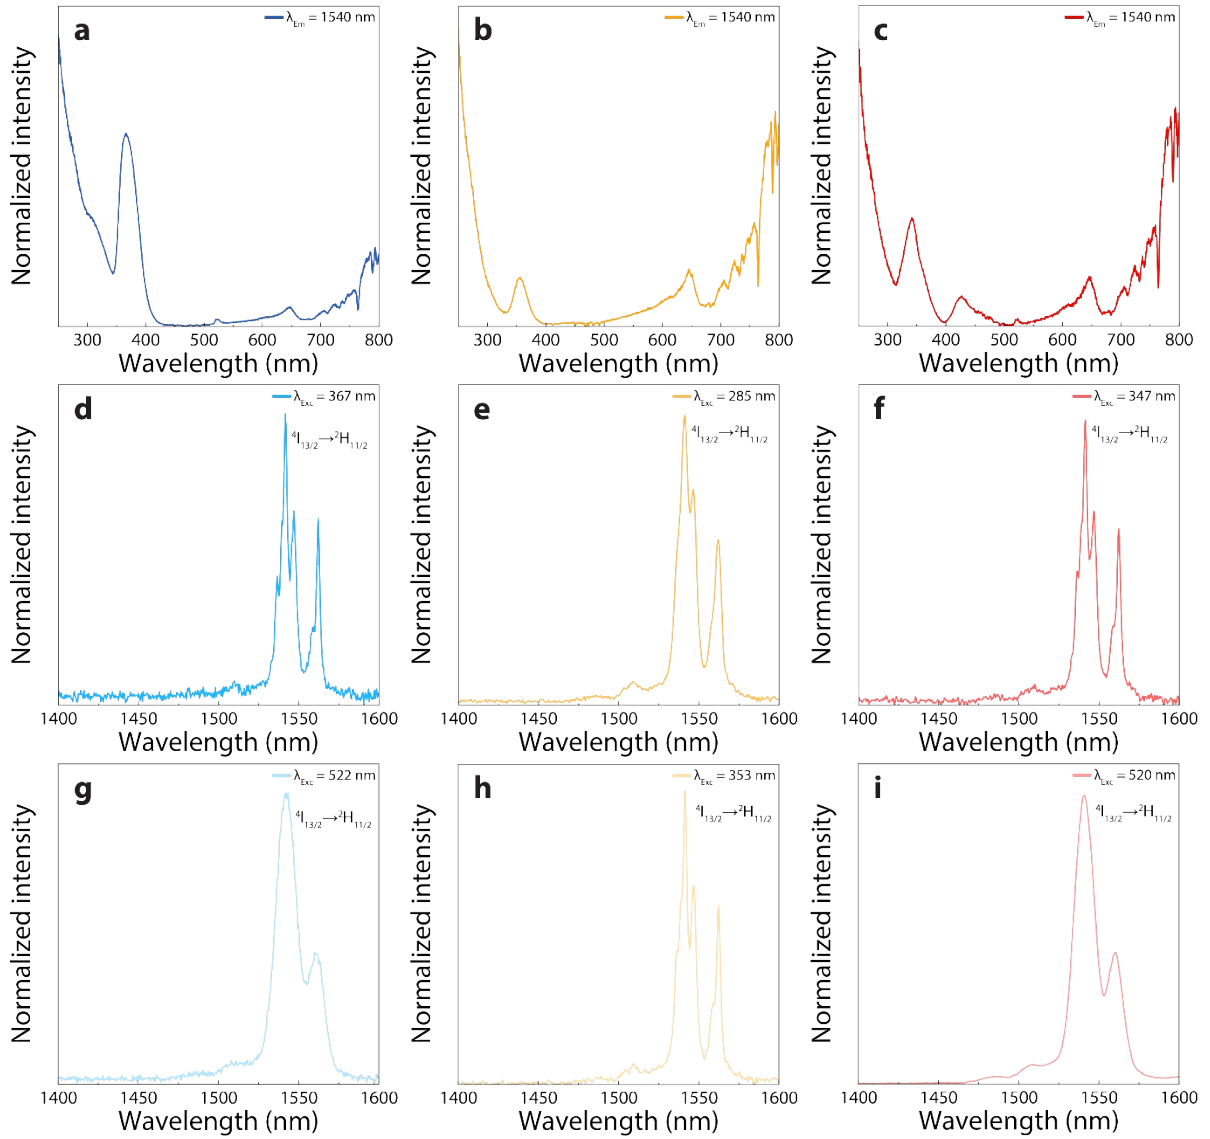 a
λEm = 1540 nm
Normalized intensity
300 400 500 600 700 800
Wavelength (nm)
b
λEm = 1540 nm
Normalized intensity
300 400 500 600 700 800
Wavelength (nm)
c
λEm = 1540 nm
Normalized intensity
300 400 500 600 700 800
Wavelength (nm)
d
λExc = 367 nm
4I13/2→2H11/2
Normalized intensity
1400 1450 1500 1550 1600
Wavelength (nm)
e
λExc = 285 nm
4I13/2→2H11/2
Normalized intensity
1400 1450 1500 1550 1600
Wavelength (nm)
f
λExc = 347 nm
4I13/2→2H11/2
Normalized intensity
1400 1450 1500 1550 1600
Wavelength (nm)
g
λExc = 522 nm
4I13/2→2H11/2
Normalized intensity
1400 1450 1500 1550 1600
Wavelength (nm)
h
λExc = 353 nm
4I13/2→2H11/2
Normalized intensity
1400 1450 1500 1550 1600
Wavelength (nm)
i
λExc = 520 nm
4I13/2→2H11/2
Normalized intensity
1400 1450 1500 1550 1600
Wavelength (nm)